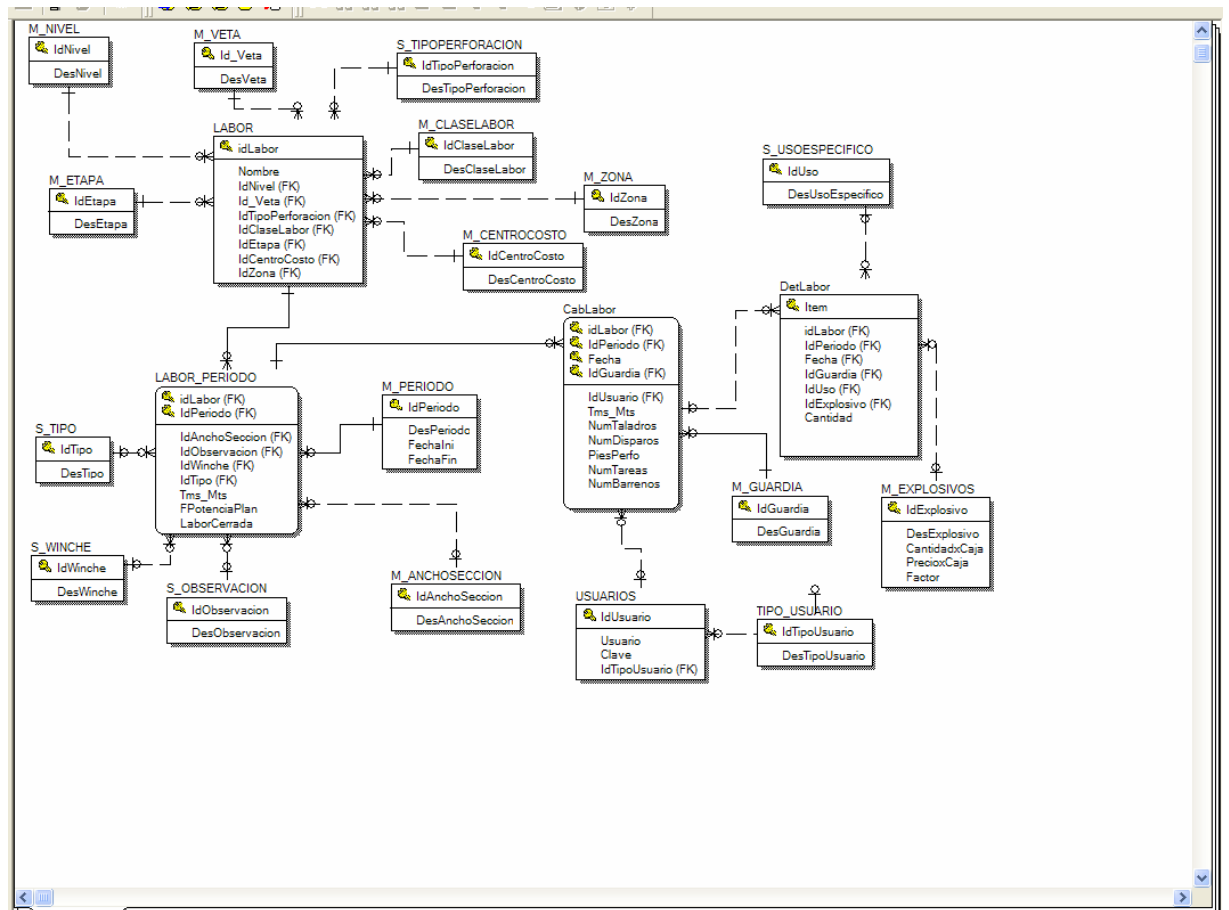 M_NIVEL
IdNivel
DesNivel
M_VETA
Id_Veta
DesVeta
S_TIPOPERFORACION
IdTipoPerforacion
DesTipoPerforacion
LABOR
idLabor
Nombre
IdNivel (FK)
Id_Veta (FK)
IdTipoPerforacion (FK)
IdClaseLabor (FK)
IdEtapa (FK)
IdCentroCosto (FK)
IdZona (FK)
M_CLASELABOR
IdClaseLabor
DesClaseLabor
M_ETAPA
IdEtapa
DesEtapa
M_ZONA
IdZona
DesZona
M_CENTROCOSTO
IdCentroCosto
DesCentroCosto
S_USOESPECIFICO
IdUso
DesUsoEspecifico
DetLabor
Item
idLabor (FK)
IdPeriodo (FK)
Fecha (FK)
IdGuardia (FK)
IdUso (FK)
IdExplosivo (FK)
Cantidad
CabLabor
idLabor (FK)
IdPeriodo (FK)
Fecha
IdGuardia (FK)
IdUsuario (FK)
Tms_Mts
NumTaladros
NumDisparos
PiesPerfo
NumTareas
NumBarrenos
LABOR_PERIODO
idLabor (FK)
IdPeriodo (FK)
IdAnchoSeccion (FK)
IdObservacion (FK)
IdWinche (FK)
IdTipo (FK)
Tms_Mts
FPotenciaPlan
LaborCerrada
M_PERIODO
IdPeriodo
DesPeriodo
FechaIni
FechaFin
S_TIPO
IdTipo
DesTipo
M_GUARDIA
IdGuardia
DesGuardia
M_EXPLOSIVOS
IdExplosivo
DesExplosivo
CantidadxCaja
PrecioxCaja
Factor
S_WINCHE
IdWinche
DesWinche
S_OBSERVACION
IdObservacion
DesObservacion
M_ANCHOSECCION
IdAnchoSeccion
DesAnchoSeccion
USUARIOS
IdUsuario
Usuario
Clave
IdTipoUsuario (FK)
TIPO_USUARIO
IdTipoUsuario
DesTipoUsuario